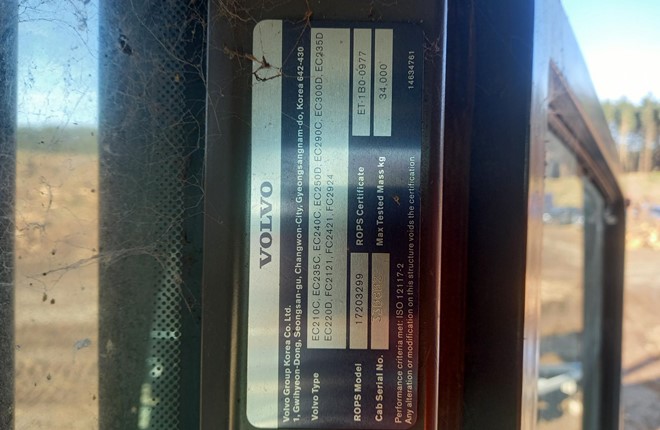 VOLVO
Volvo Group Korea Co. Ltd.
1, Gwihyeon-Dong, Seongsan-gu, Changwon-City, Gyeongsangnam-do, Korea 642-430
Volvo Type EC210C, EC235C, EC240C, EC250D, EC290C, EC300D, EC235D
EC220D, FC2121, FC2421, FC2924
ROPS Model 17203299 ROPS Certificate ET-1B0-0977
Cab Serial No. Max Tested Mass kg 34,000
Performance criteria met: ISO 12117-2
Any alteration or modification on this structure voids the certification
14634761